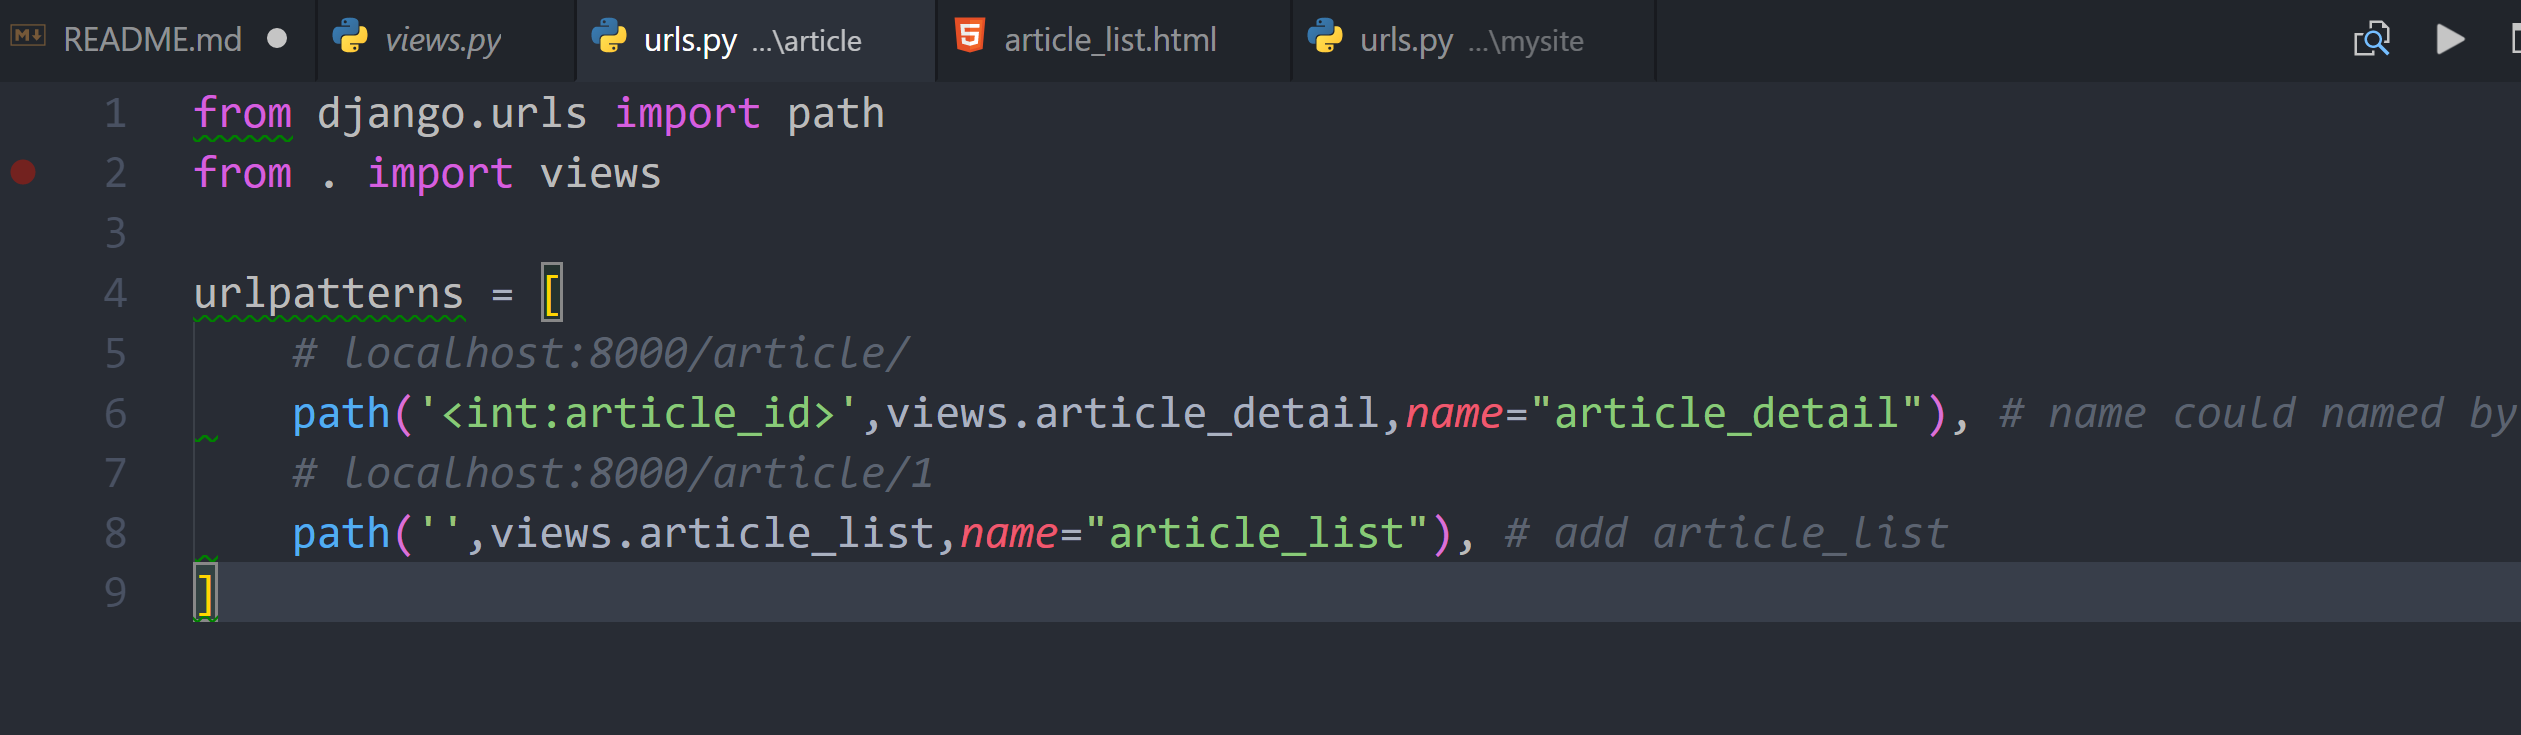 README.md views.py urls.py ...\article article_list.html urls.py ...\mysite
1 from django.urls import path
2 from . import views
3
4 urlpatterns = [
5     # localhost:8000/article/
6     path('<int:article_id>',views.article_detail,name="article_detail"), # name could named by
7     # localhost:8000/article/1
8     path('',views.article_list,name="article_list"), # add article_list
9 ]